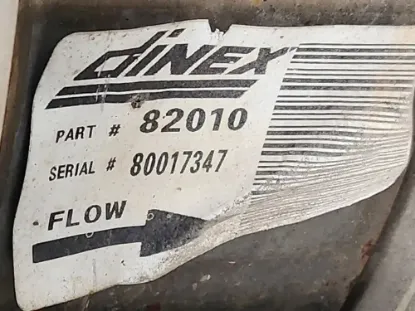 dinex
PART # 82010
SERIAL # 80017347
FLOW